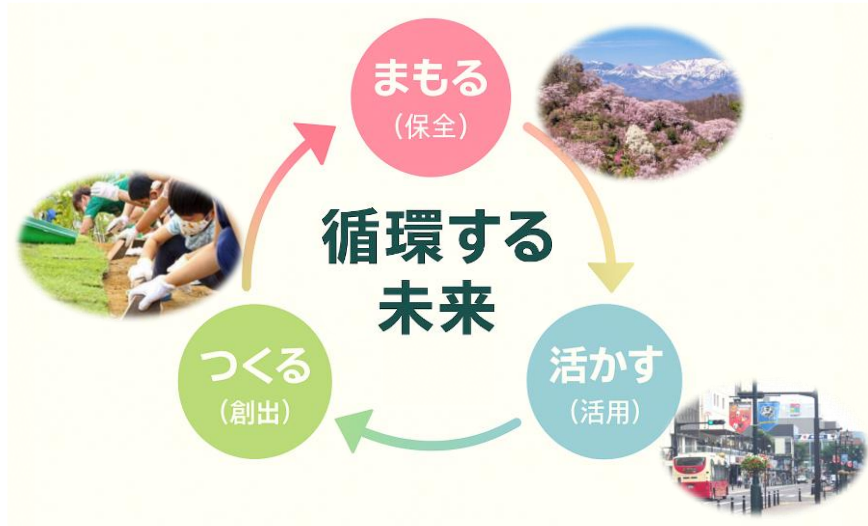 まもる
（保全）
循環する
未来
つくる
（創出）
活かす
（活用）